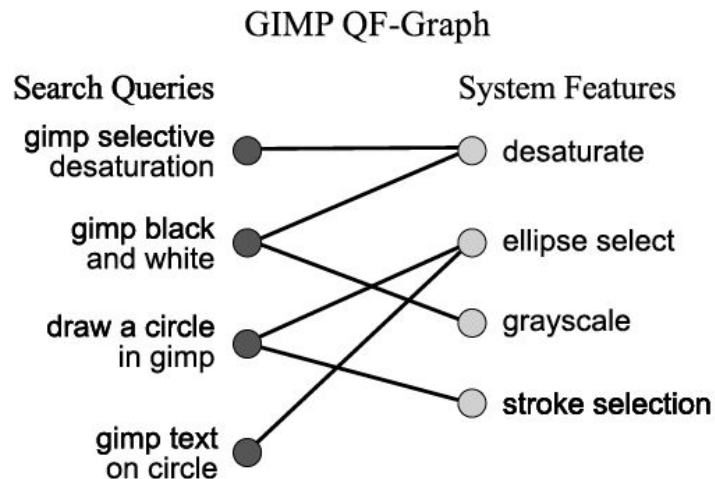 GIMP QF-Graph
Search Queries
System Features
gimp selective
desaturation
desaturate
gimp black
and white
ellipse select
draw a circle
in gimp
grayscale
stroke selection
gimp text
on circle